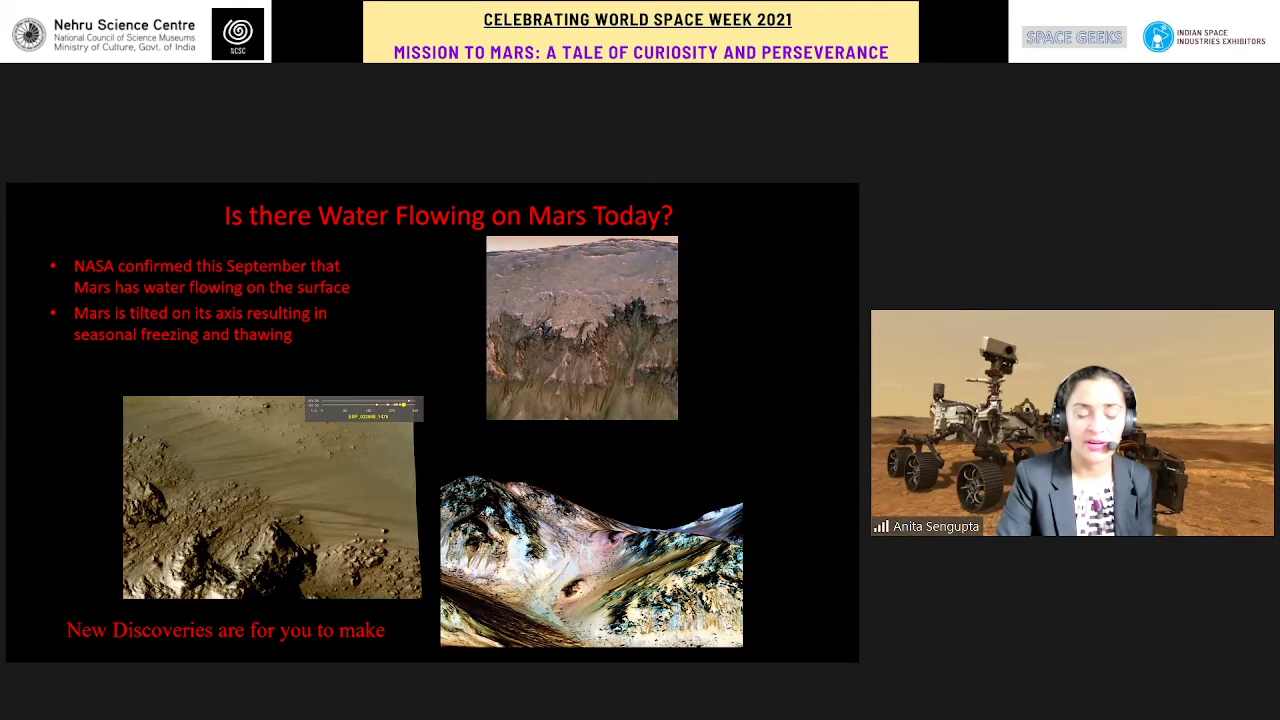 Nehru Science Centre
National Council of Science Museums
Ministry of Culture, Govt. of India
NCSC
CELEBRATING WORLD SPACE WEEK 2021
MISSION TO MARS: A TALE OF CURIOSITY AND PERSEVERANCE
SPACE GEEKS
INDIAN SPACE
INDUSTRIES EXHIBITORS
Is there Water Flowing on Mars Today?
• NASA confirmed this September that
Mars has water flowing on the surface
• Mars is tilted on its axis resulting in
seasonal freezing and thawing
New Discoveries are for you to make
Anita Sengupta